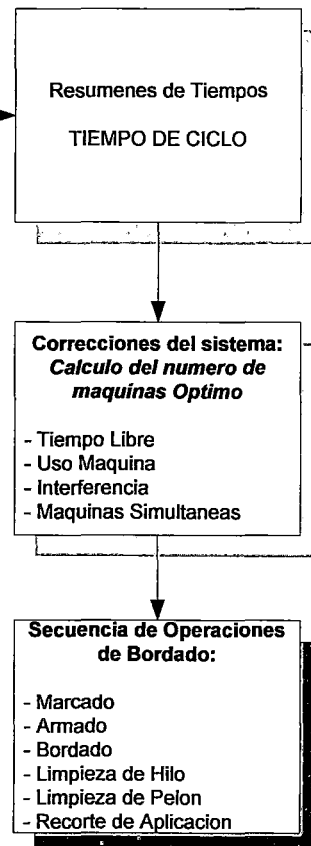 Resumenes de Tiempos
TIEMPO DE CICLO
Correcciones del sistema:
Calculo del numero de
maquinas Optimo
- Tiempo Libre
- Uso Maquina
- Interferencia
- Maquinas Simultaneas
Secuencia de Operaciones
de Bordado:
- Marcado
- Armado
- Bordado
- Limpieza de Hilo
- Limpieza de Pelon
- Recorte de Aplicacion